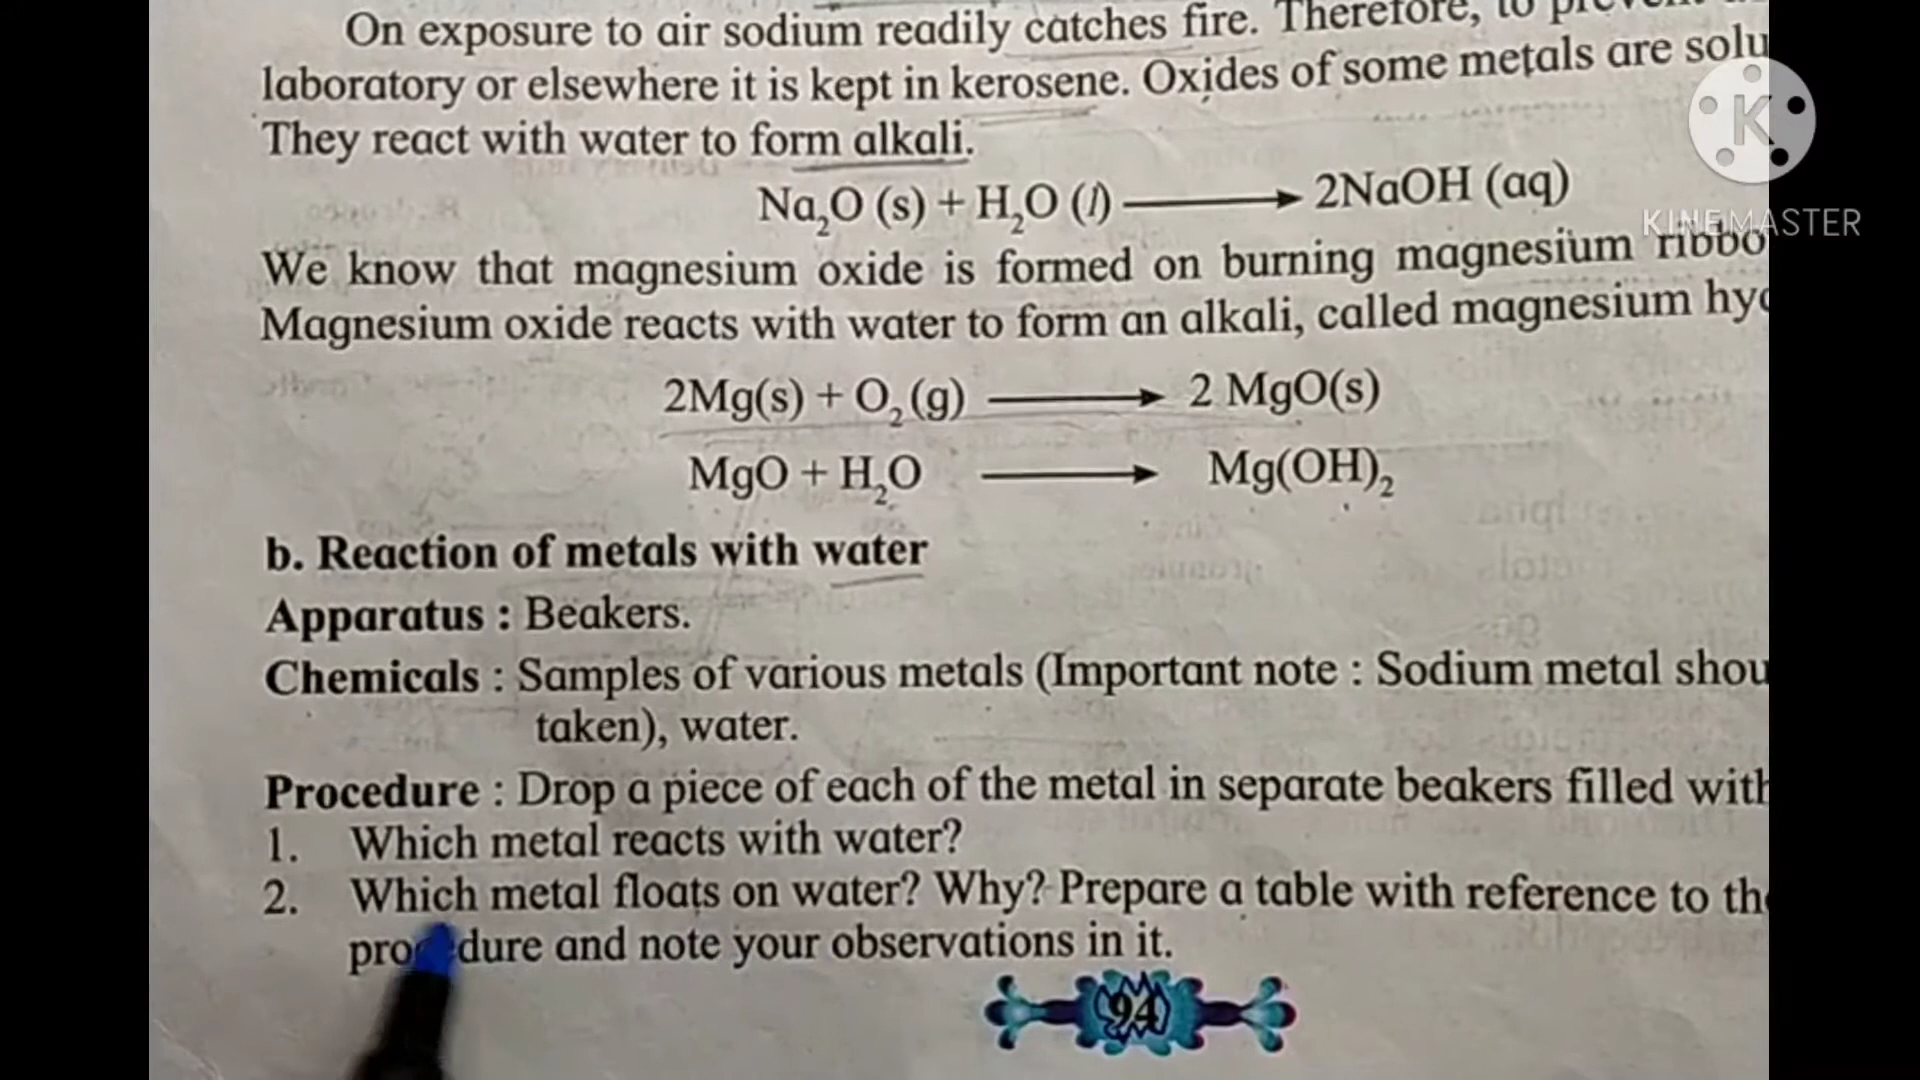 On exposure to air sodium readily catches fire. Therefore, to
laboratory or elsewhere it is kept in kerosene. Oxides of some metals are solu
They react with water to form alkali.
Na₂O (s) + H₂O (l) ⟶ 2NaOH (aq)
KINEMASTER
We know that magnesium oxide is formed on burning magnesium ribbo
Magnesium oxide reacts with water to form an alkali, called magnesium hyd
2Mg(s) + O₂ (g) ⟶ 2 MgO(s)
MgO + H₂O ⟶ Mg(OH)₂
b. Reaction of metals with water
Apparatus : Beakers.
Chemicals : Samples of various metals (Important note : Sodium metal shou
taken), water.
Procedure : Drop a piece of each of the metal in separate beakers filled with
1. Which metal reacts with water?
2. Which metal floats on water? Why? Prepare a table with reference to the
procedure and note your observations in it.
94